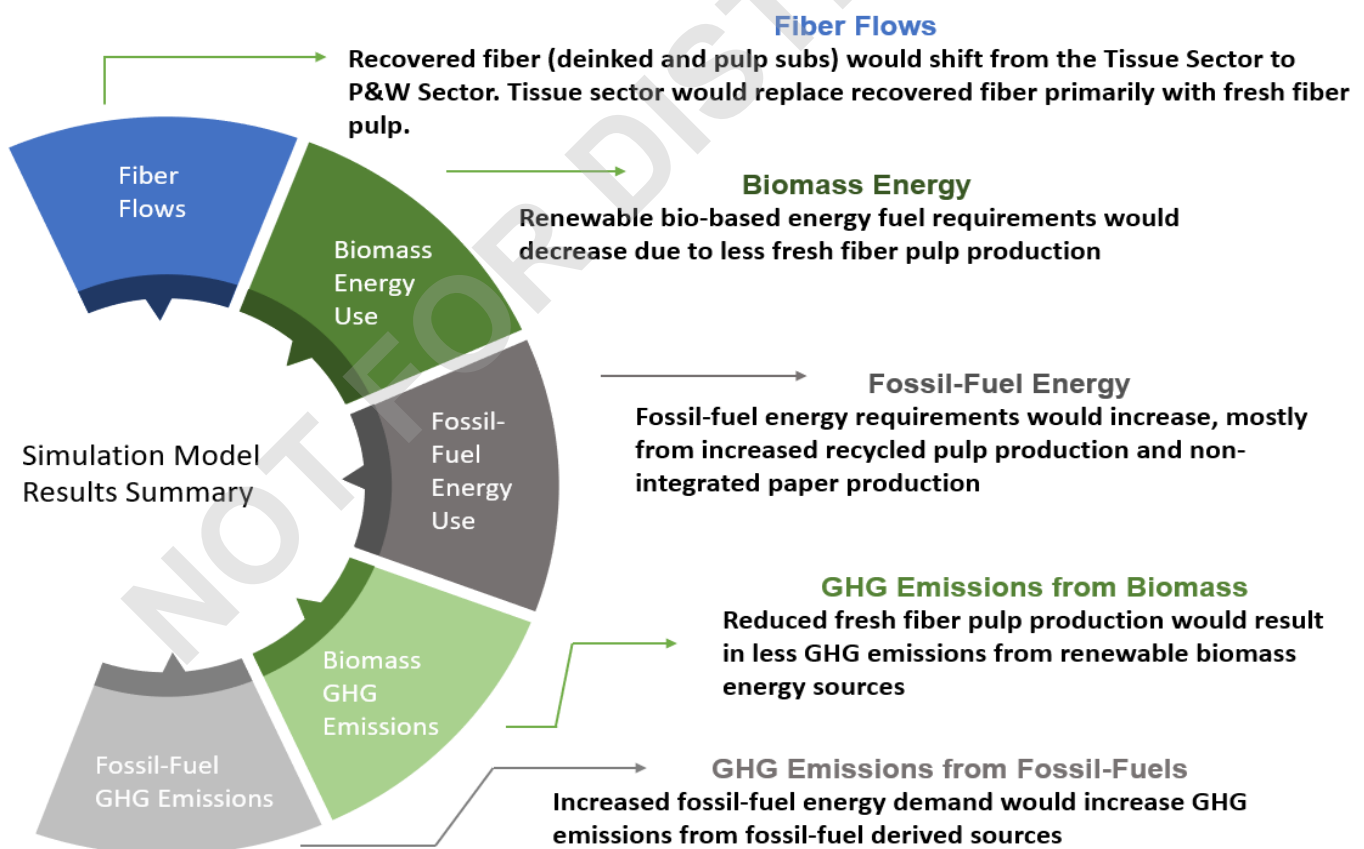 Fiber Flows
Recovered fiber (deinked and pulp subs) would shift from the Tissue Sector to
P&W Sector. Tissue sector would replace recovered fiber primarily with fresh fiber
pulp.
Fiber
Flows
Biomass Energy
Renewable bio-based energy fuel requirements would
decrease due to less fresh fiber pulp production
Biomass
Energy
Use
Fossil-Fuel Energy
Fossil-fuel energy requirements would increase, mostly
from increased recycled pulp production and non-
integrated paper production
Fossil-
Fuel
Energy
Use
Simulation Model
Results Summary
GHG Emissions from Biomass
Reduced fresh fiber pulp production would result
in less GHG emissions from renewable biomass
energy sources
Biomass
GHG
Emissions
GHG Emissions from Fossil-Fuels
Increased fossil-fuel energy demand would increase GHG
emissions from fossil-fuel derived sources
Fossil-Fuel
GHG Emissions
NOT FOR DIST